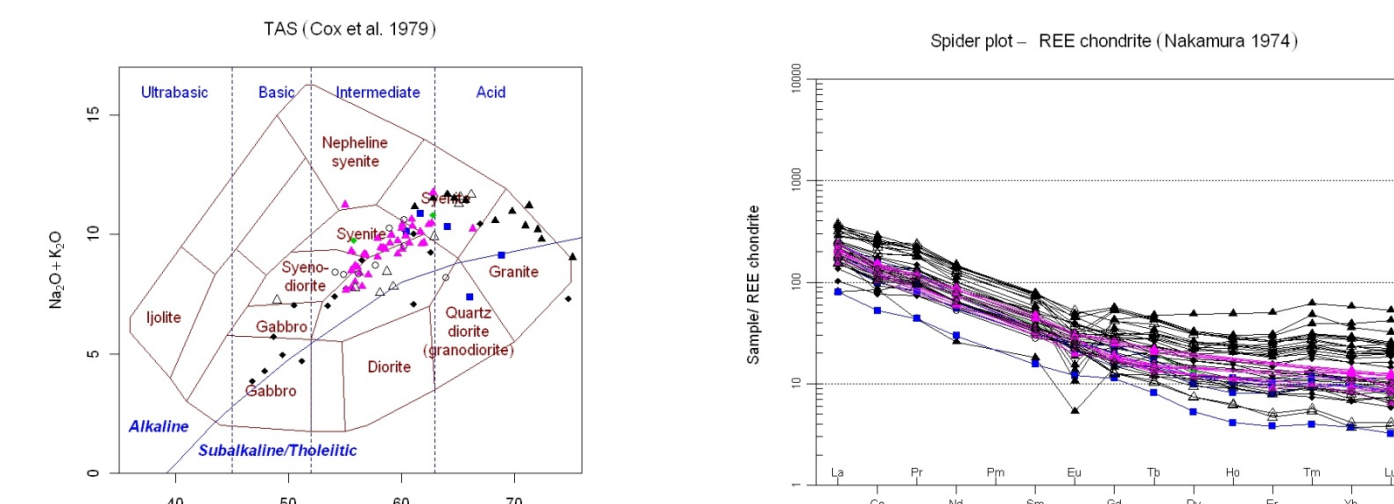 TAS (Cox et al. 1979)
Ultrabasic
Basic
Intermediate
Acid
Nepheline
syenite
Syenite
Syenite
Syeno-
diorite
Granite
Ijolite
Gabbro
Quartz
diorite
(granodiorite)
Diorite
Gabbro
Alkaline
Subalkaline/Tholeiitic
Na₂O + K₂O
15
10
5
0
40
50
60
70
Spider plot – REE chondrite (Nakamura 1974)
Sample/ REE chondrite
10000
1000
100
10
1
La
Pr
Pm
Eu
Tb
Ho
Tm
Lu
Ce
Nd
Sm
Gd
Dy
Er
Yb